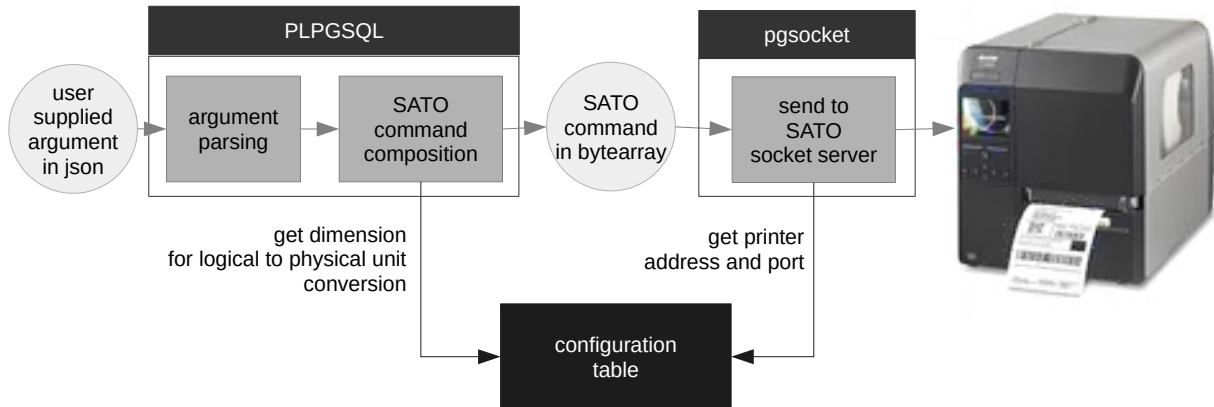 PLPGSQL
pgsocket
user
supplied
argument
in json
argument
parsing
SATO
command
composition
SATO
command
in bytearray
send to
SATO
socket server
get dimension
for logical to physical unit
conversion
get printer
address and port
configuration
table